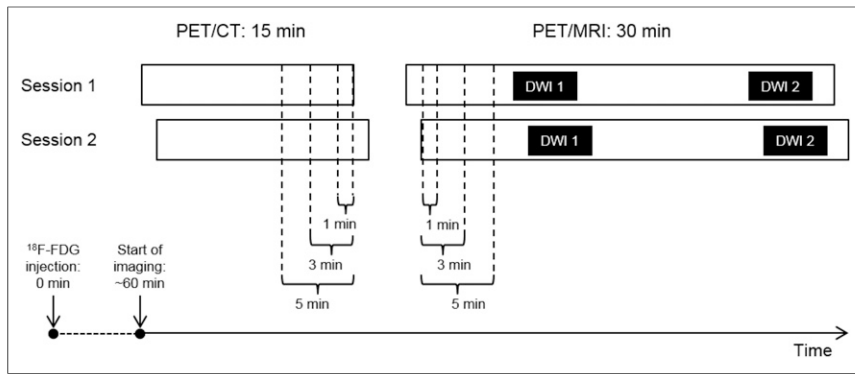 PET/CT: 15 min
PET/MRI: 30 min
Session 1
DWI 1
DWI 2
Session 2
DWI 1
DWI 2
1 min
1 min
3 min
3 min
5 min
5 min
¹⁸F-FDG
injection:
0 min
Start of
imaging:
~60 min
Time